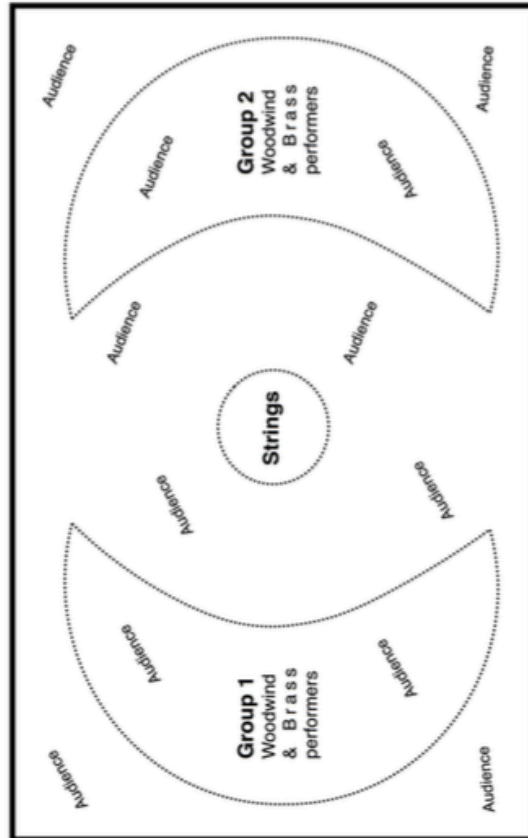 Audience
Audience
Audience
Audience
Audience
Audience
Group 1
Woodwind
& Brass
performers
Strings
Group 2
Woodwind
& Brass
performers
Audience
Audience
Audience
Audience
Audience
Audience